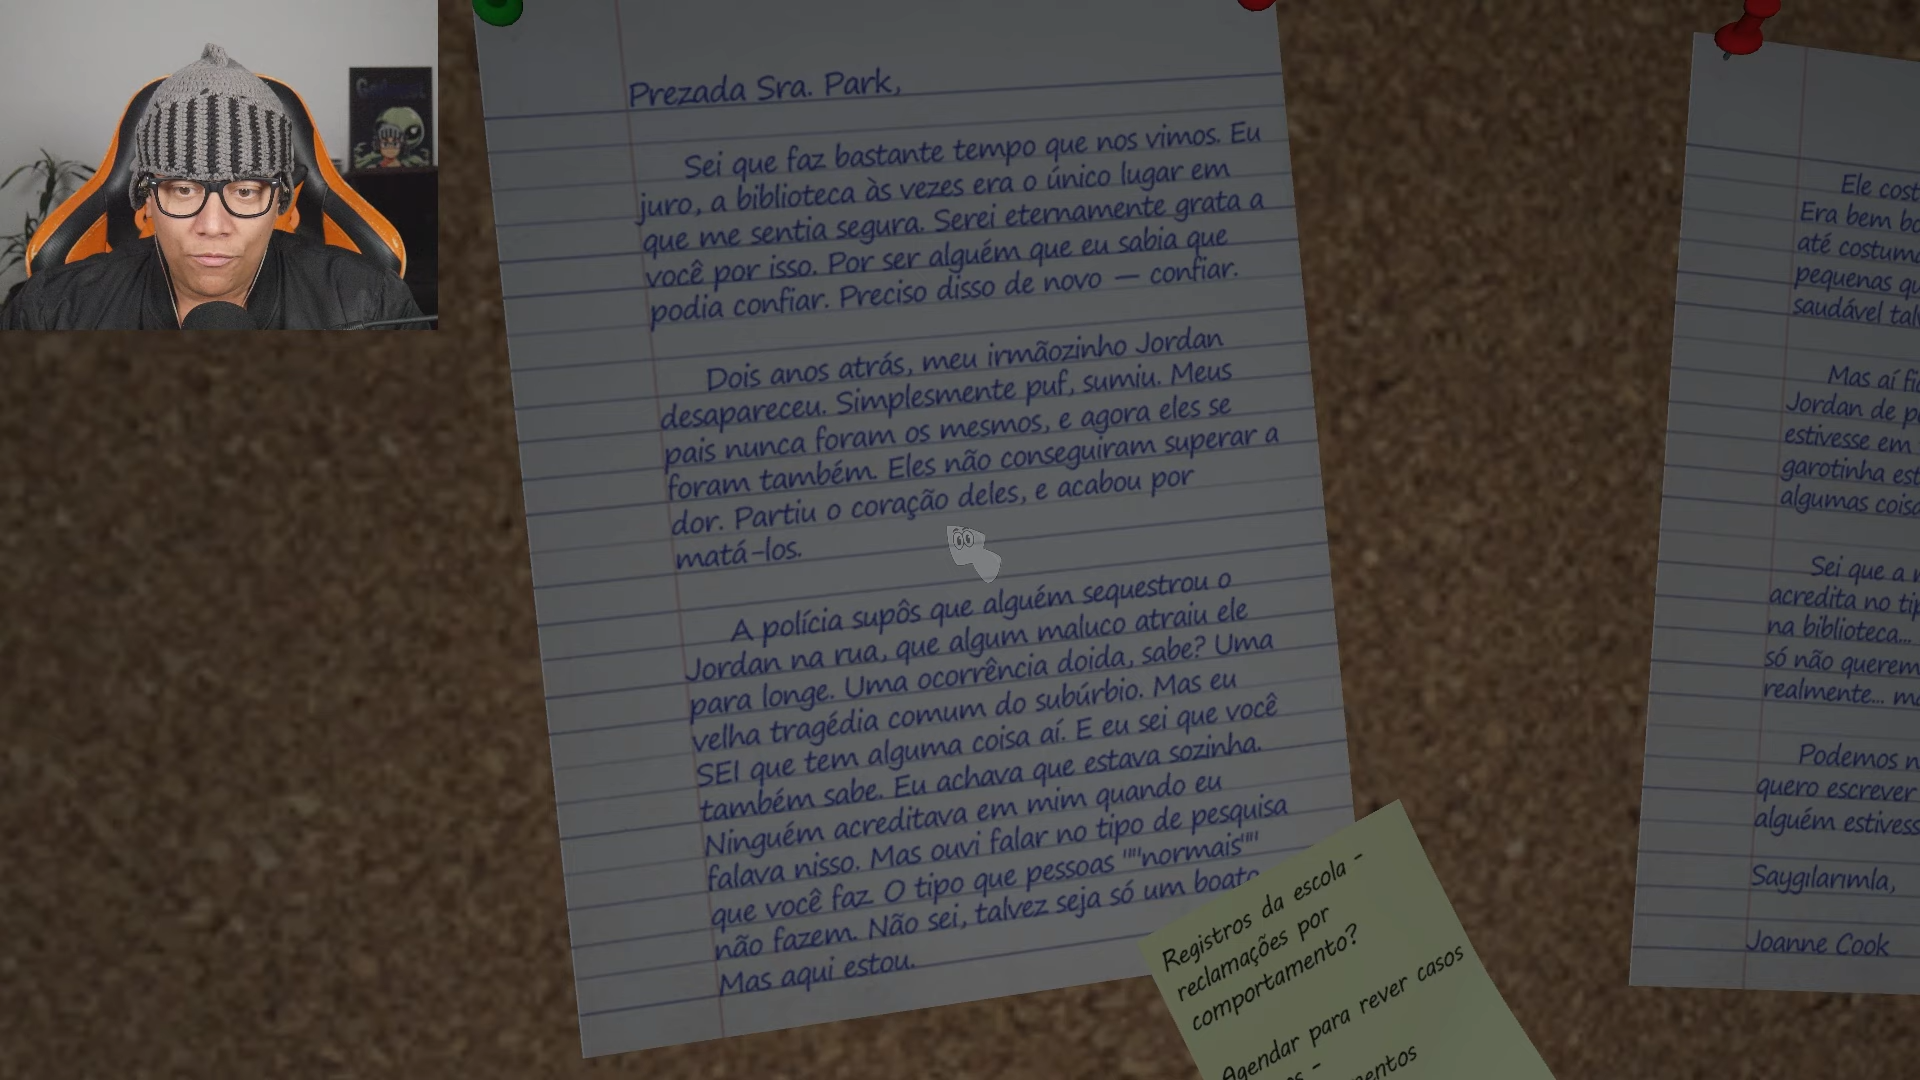 Prezada Sra. Park,
Sei que faz bastante tempo que nos vimos. Eu
juro, a biblioteca às vezes era o único lugar em
que me sentia segura. Serei eternamente grata a
você por isso. Por ser alguém que eu sabia que
podia confiar. Preciso disso de novo — confiar.
Dois anos atrás, meu irmãozinho Jordan
desapareceu. Simplesmente puf, sumiu. Meus
pais nunca foram os mesmos, e agora eles se
foram também. Eles não conseguiram superar a
dor. Partiu o coração deles, e acabou por
matá-los.
A polícia supôs que alguém sequestrou o
Jordan na rua, que algum maluco atraiu ele
para longe. Uma ocorrência doida, sabe? Uma
velha tragédia comum do subúrbio. Mas eu
SEI que tem alguma coisa aí. E eu sei que você
também sabe. Eu achava que estava sozinha.
Ninguém acreditava em mim quando eu
falava nisso. Mas ouvi falar no tipo de pesquisa
que você faz. O tipo que pessoas ""normais""
não fazem. Não sei, talvez seja só um boato.
Mas aqui estou.
Registros da escola -
reclamações por
comportamento?
Agendar para rever casos
Ele cost
Era bem
até costum
pequenas
saudável tal
Mas aí
Jordan de
estivesse em
garotinha est
algumas
Sei que a
acredita no
na biblioteca...
só não querem
realmente...
Podemos
quero escrever
alguém
Saygılarımla,
Joanne Cook